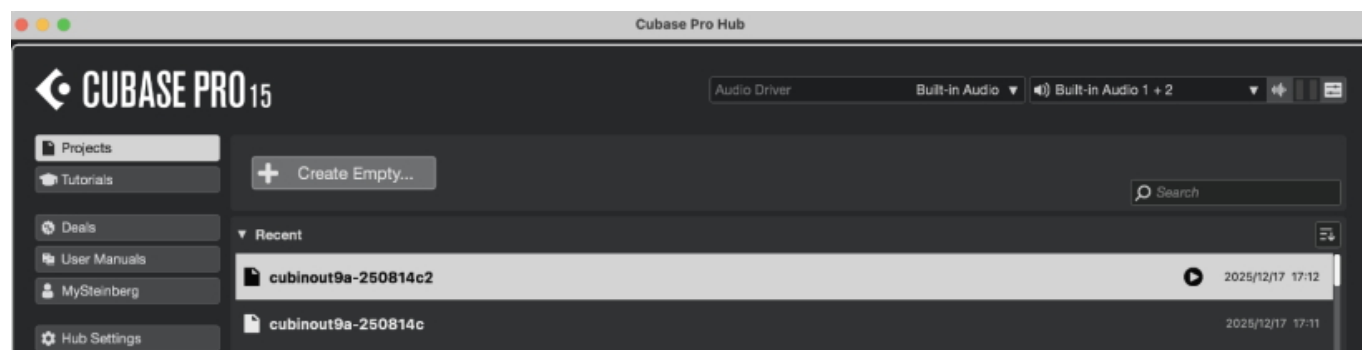 Cubase Pro Hub
CUBASE PRO 15
Audio Driver Built-in Audio Built-in Audio 1 + 2
Projects
Tutorials
Create Empty...
Search
Deals
User Manuals
MySteinberg
Hub Settings
Recent
cubinout9a-250814c2 2025/12/17 17:12
cubinout9a-250814c 2025/12/17 17:11